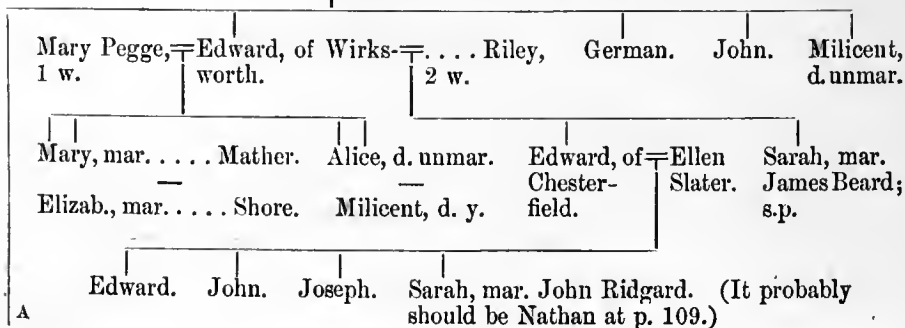 Mary Pegge,=Edward, of Wirks-=. . . . Riley, German. John. Milicent,
1 w. worth. 2 w. d. unmar.
Mary, mar. . . . . Mather. Alice, d. unmar. Edward, of=Ellen Sarah, mar.
Chester- Slater. James Beard;
Elizab., mar. . . . . Shore. Milicent, d. y. field. s.p.
Edward. John. Joseph. Sarah, mar. John Ridgard. (It probably
A should be Nathan at p. 109.)